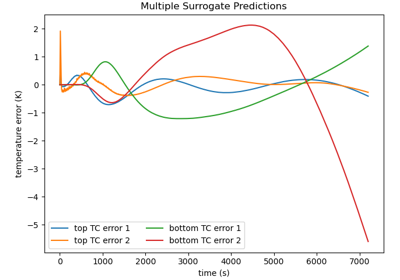 Multiple Surrogate Predictions
temperature error (K)
2
1
0
−1
−2
−3
−4
−5
top TC error 1
top TC error 2
bottom TC error 1
bottom TC error 2
0
1000
2000
3000
4000
5000
6000
7000
time (s)